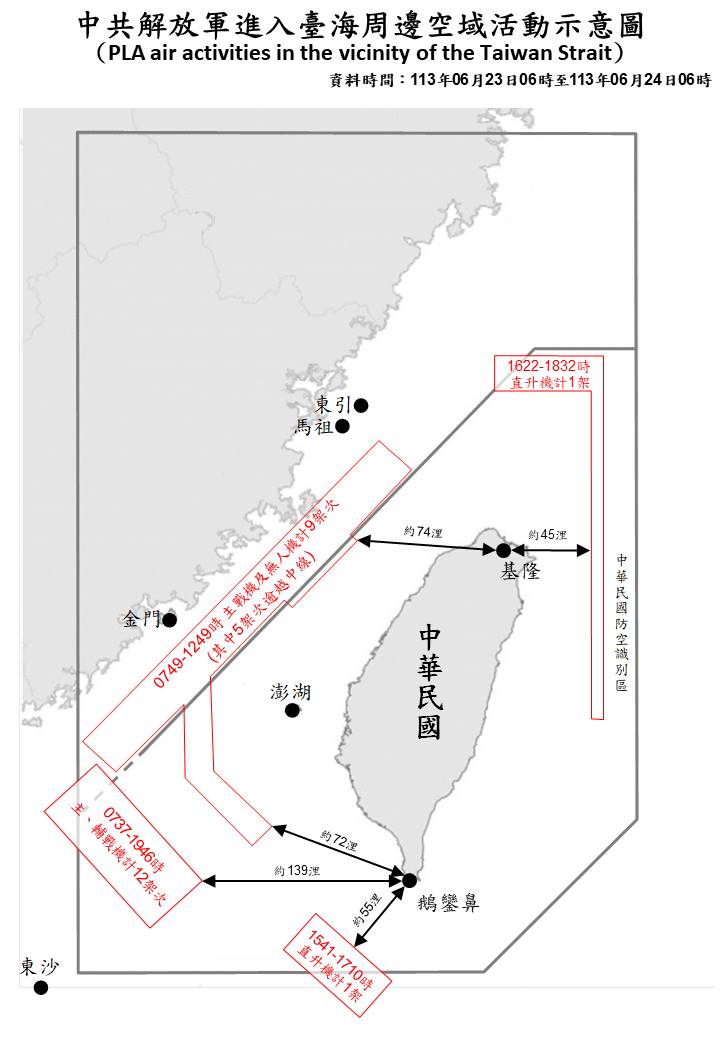 中共解放軍進入臺海周邊空域活動示意圖
（PLA air activities in the vicinity of the Taiwan Strait）
資料時間：113年06月23日06時至113年06月24日06時
1622-1832時
直升機計1架
東引
馬祖
約74浬
約45浬
基隆
中華民國防空識別區
0749-1249時 主戰機及無人機計9架次
(其中5架次逾越中線)
金門
中華民國
澎湖
0737-1946時
主、輔戰機計12架次
約72浬
約139浬
鵝鑾鼻
約55浬
1541-1710時
直升機計1架
東沙